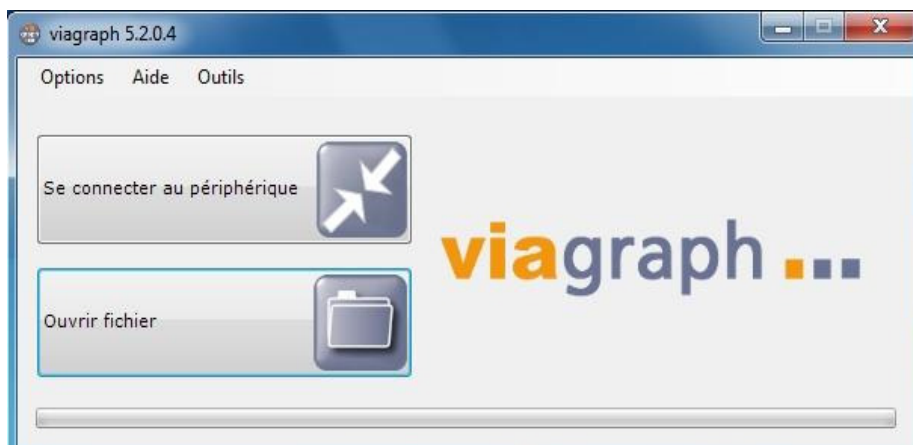 viagraph 5.2.0.4
Options Aide Outils
Se connecter au périphérique
viagraph
Ouvrir fichier